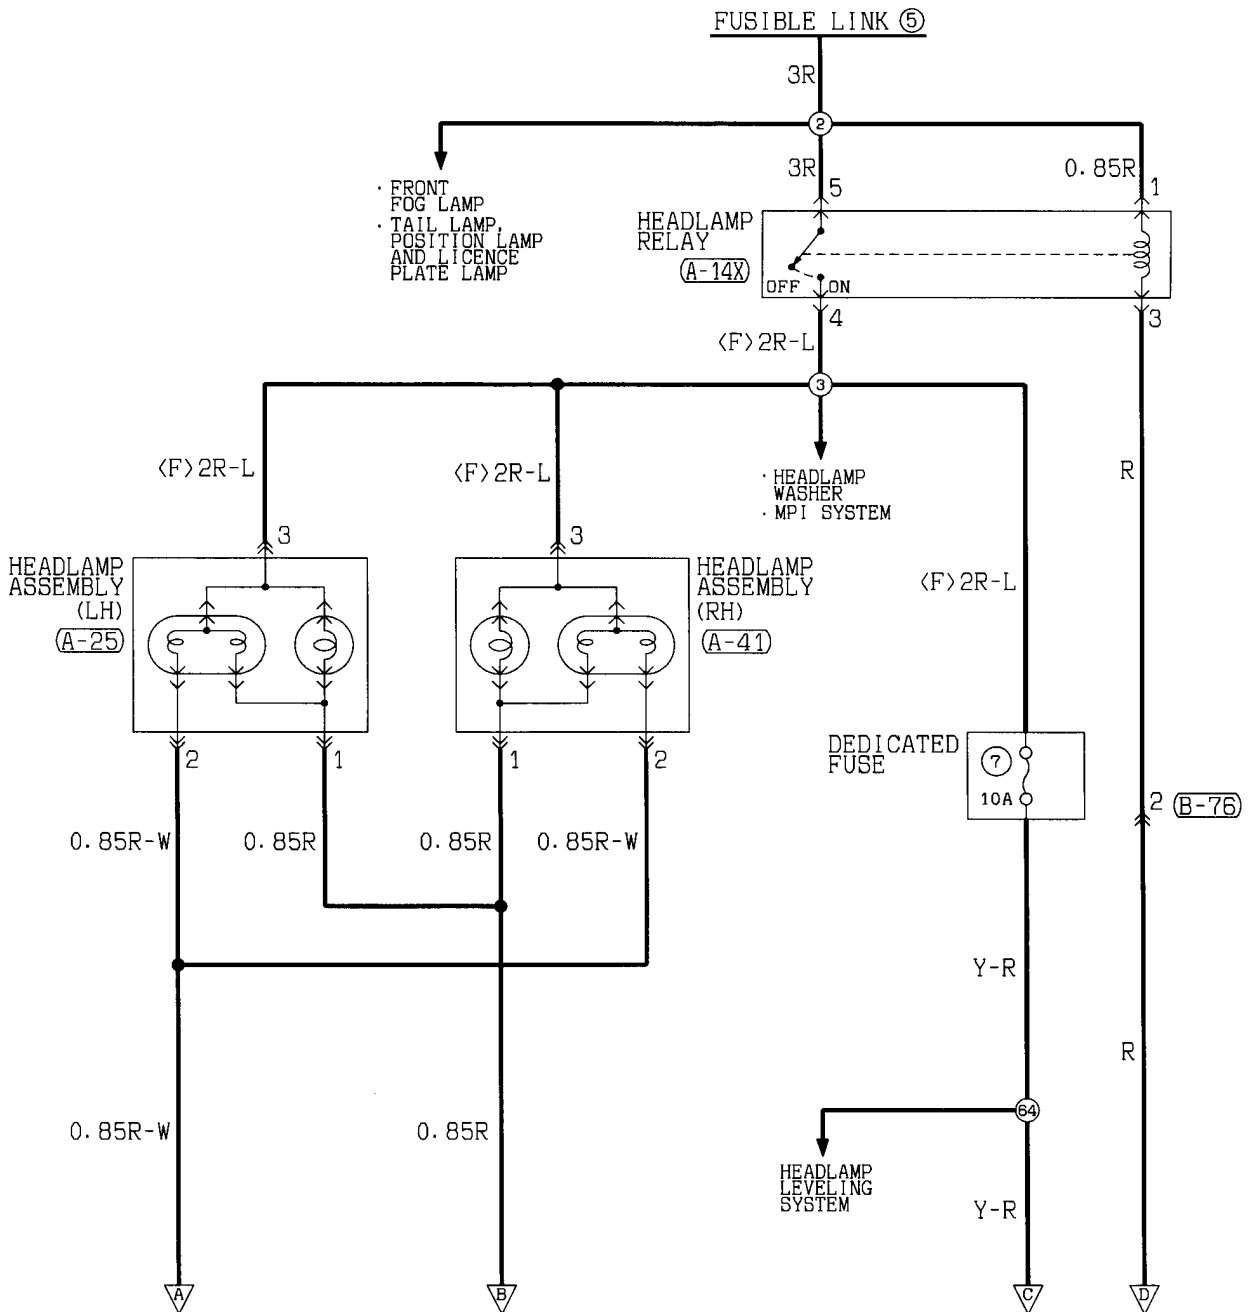 FUSIBLE LINK ⑤
3R
②
3R
0.85R
5
1
· FRONT
FOG LAMP
· TAIL LAMP,
POSITION LAMP
AND LICENCE
PLATE LAMP
HEADLAMP
RELAY
A-14X
OFF
ON
4
3
〈F〉2R-L
③
〈F〉2R-L
〈F〉2R-L
· HEADLAMP
WASHER
· MPI SYSTEM
R
3
3
HEADLAMP
ASSEMBLY
(LH)
A-25
HEADLAMP
ASSEMBLY
(RH)
A-41
〈F〉2R-L
2
1
1
2
DEDICATED
FUSE
⑦
10A
2
B-76
0.85R-W
0.85R
0.85R
0.85R-W
Y-R
R
64
0.85R-W
0.85R
HEADLAMP
LEVELING
SYSTEM
Y-R
A
B
C
D